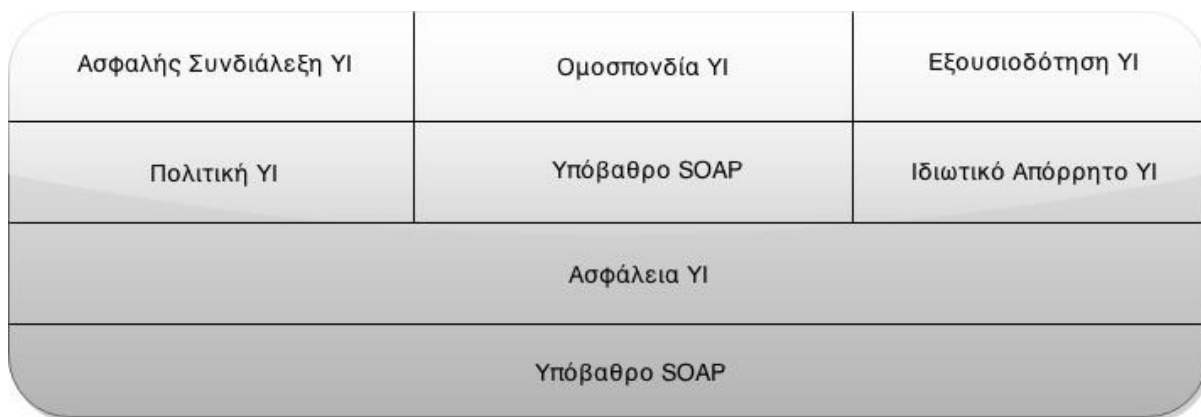 Ασφαλής Συνδιάλεξη ΥΙ
Ομοσπονδία ΥΙ
Εξουσιοδότηση ΥΙ
Πολιτική ΥΙ
Υπόβαθρο SOAP
Ιδιωτικό Απόρρητο ΥΙ
Ασφάλεια ΥΙ
Υπόβαθρο SOAP